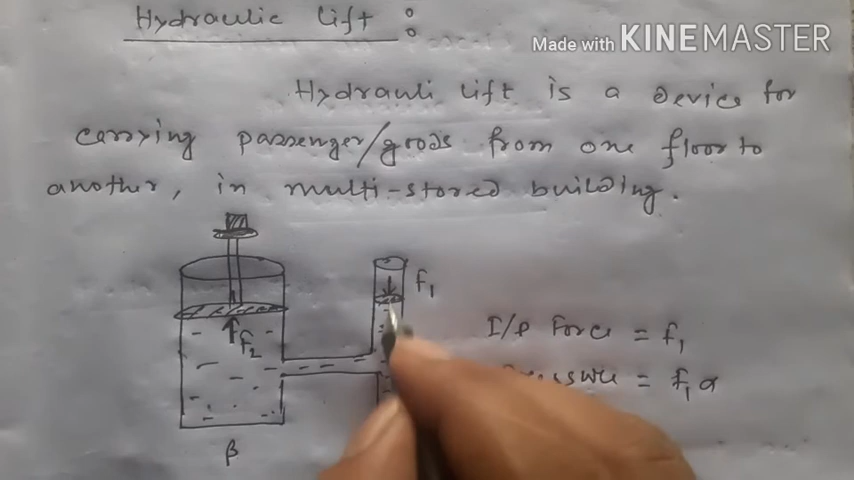 Hydraulic lift :
Made with KINEMASTER
Hydrauli lift is a device for
carrying passenger/goods from one floor to
another, in multi-stored building.
f₁
I/P Force = f₁
f₂
= f₁ α
β